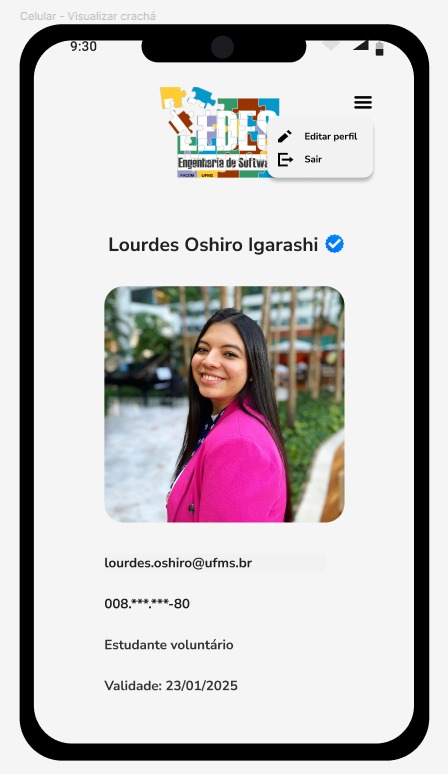 Celular - Visualizar crachá
9:30
LEDES
Engenharia de Softwa
FACOM UFMS
Editar perfil
Sair
Lourdes Oshiro Igarashi
lourdes.oshiro@ufms.br
008.***.***-80
Estudante voluntário
Validade: 23/01/2025